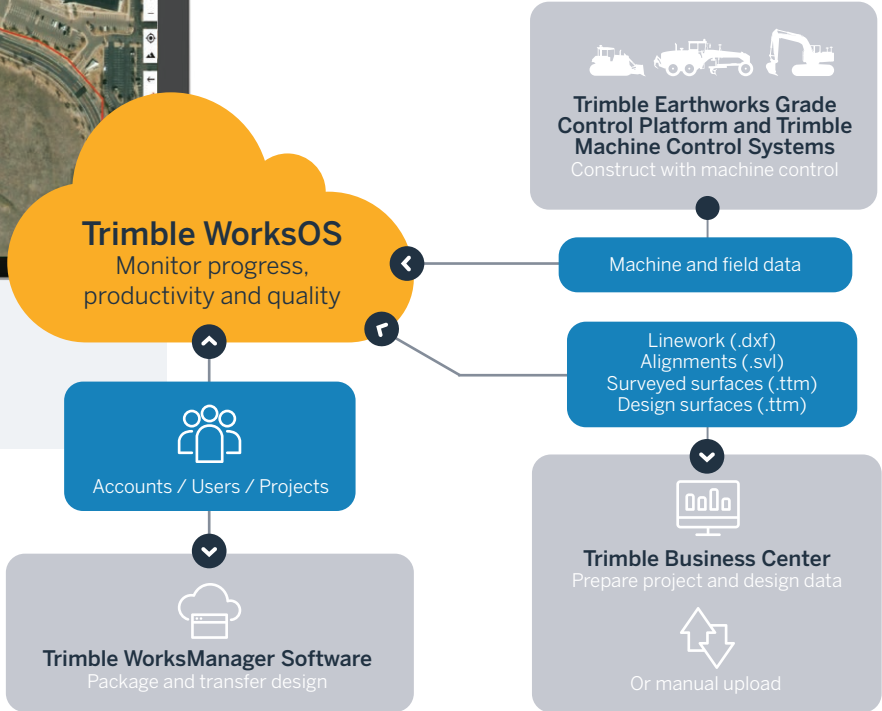 Trimble Earthworks Grade
Control Platform and Trimble
Machine Control Systems
Construct with machine control
Trimble WorksOS
Monitor progress,
productivity and quality
Machine and field data
Linework (.dxf)
Alignments (.svl)
Surveyed surfaces (.ttm)
Design surfaces (.ttm)
Accounts / Users / Projects
Trimble Business Center
Prepare project and design data
Or manual upload
Trimble WorksManager Software
Package and transfer design